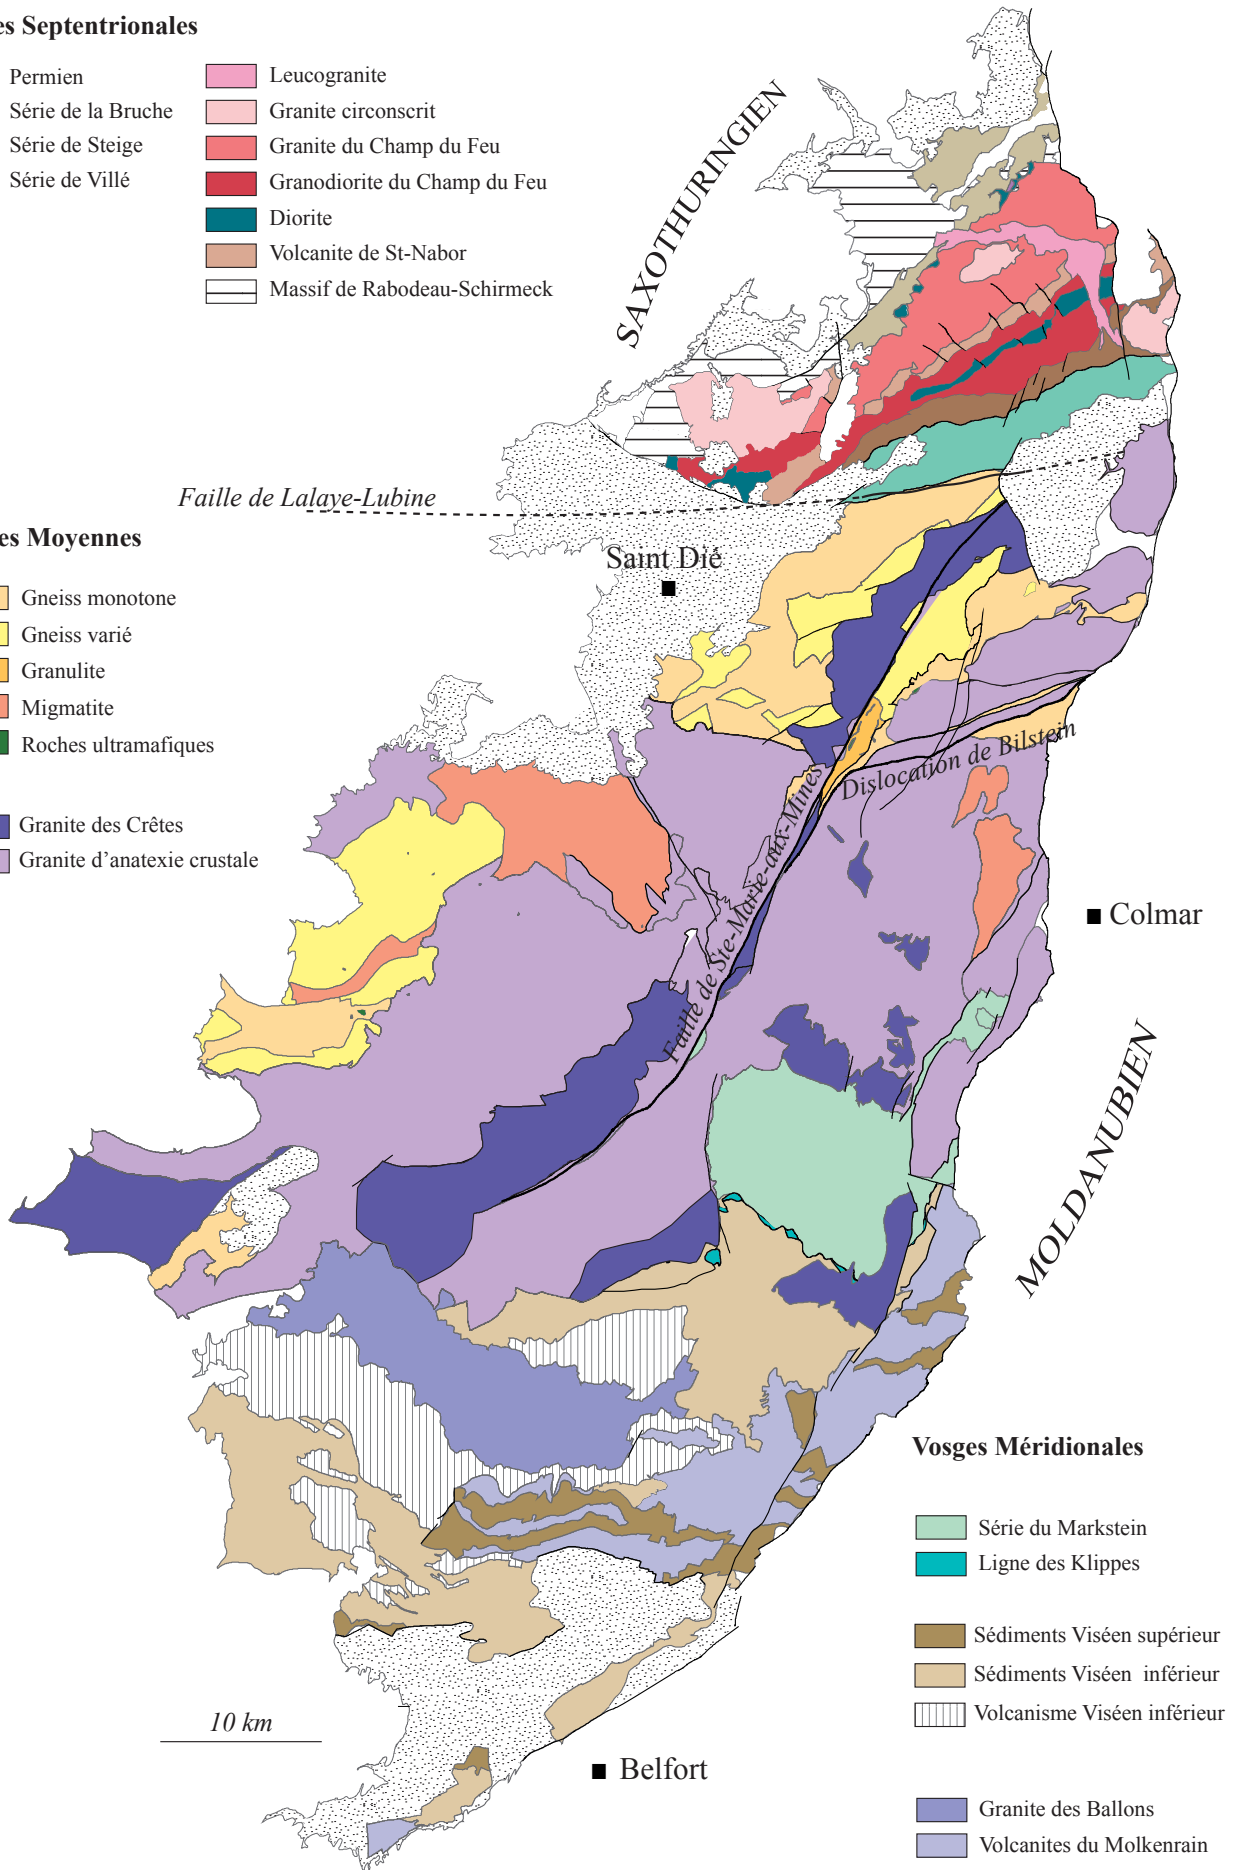 es Septentrionales
Permien
Série de la Bruche
Série de Steige
Série de Villé
Leucogranite
Granite circonscrit
Granite du Champ du Feu
Granodiorite du Champ du Feu
Diorite
Volcanite de St-Nabor
Massif de Rabodeau-Schirmeck
SAXOTHURINGIEN
Faille de Lalaye-Lubine
es Moyennes
Gneiss monotone
Gneiss varié
Granulite
Migmatite
Roches ultramafiques
Granite des Crêtes
Granite d'anatexie crustale
Saint Dié
Dislocation de Bilstein
Faille de Ste-Marie-aux-Mines
Colmar
MOLDANUBIEN
Vosges Méridionales
Série du Markstein
Ligne des Klippes
Sédiments Viséen supérieur
Sédiments Viséen inférieur
Volcanisme Viséen inférieur
Granite des Ballons
Volcanites du Molkenrain
10 km
Belfort